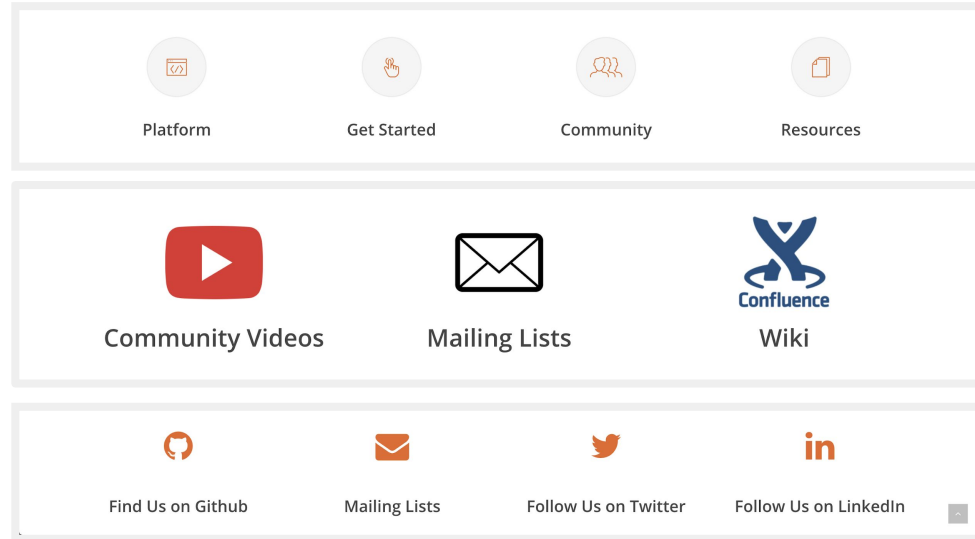 Platform
Get Started
Community
Resources
Confluence
Community Videos
Mailing Lists
Wiki
in
Find Us on Github
Mailing Lists
Follow Us on Twitter
Follow Us on LinkedIn